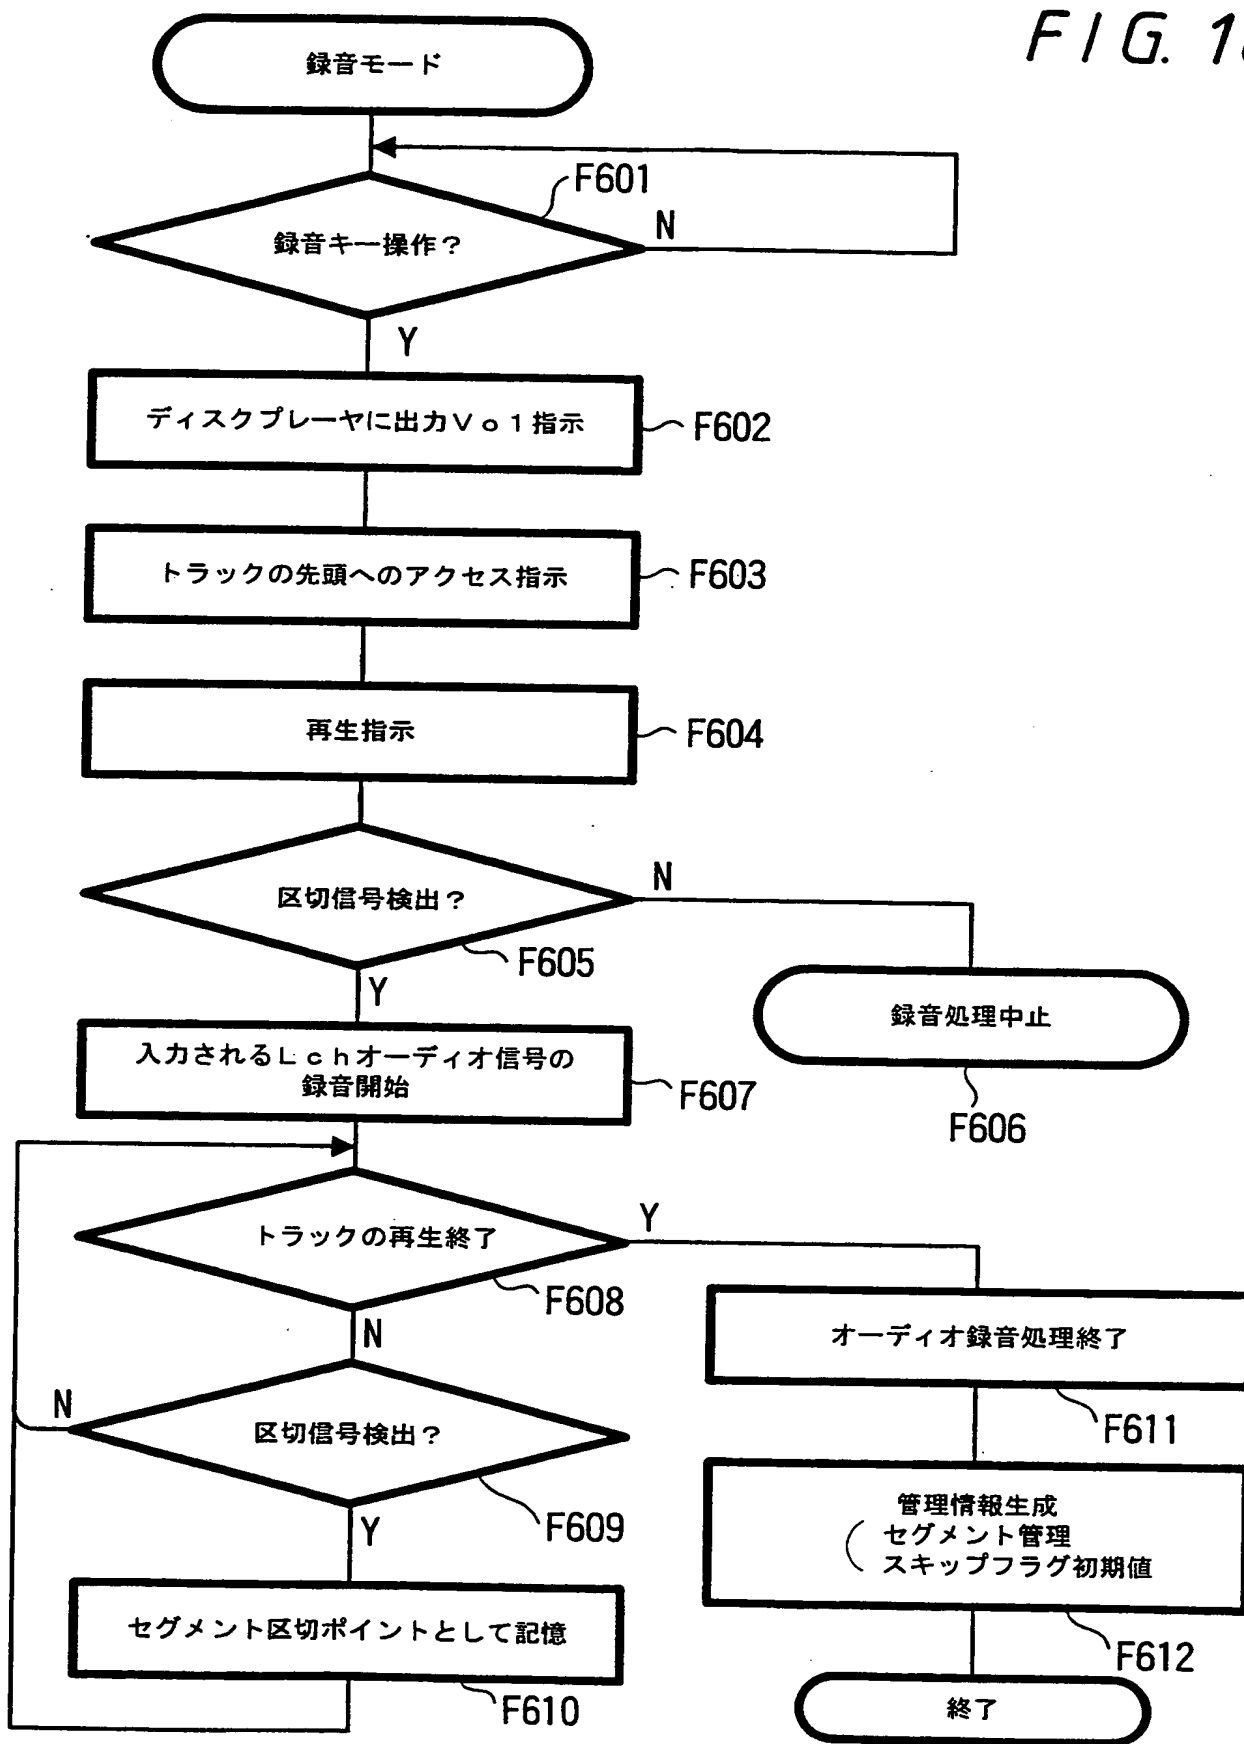 FIG. 1
録音モード
F601
録音キー操作?
N
Y
ディスクプレーヤに出力Vol指示
F602
トラックの先頭へのアクセス指示
F603
再生指示
F604
区切信号検出?
N
F605
Y
録音処理中止
F606
入力されるLchオーディオ信号の
録音開始
F607
トラックの再生終了
Y
F608
N
オーディオ録音処理終了
F611
区切信号検出?
N
F609
Y
管理情報生成
セグメント管理
スキップフラグ初期値
F612
セグメント区切ポイントとして記憶
F610
終了